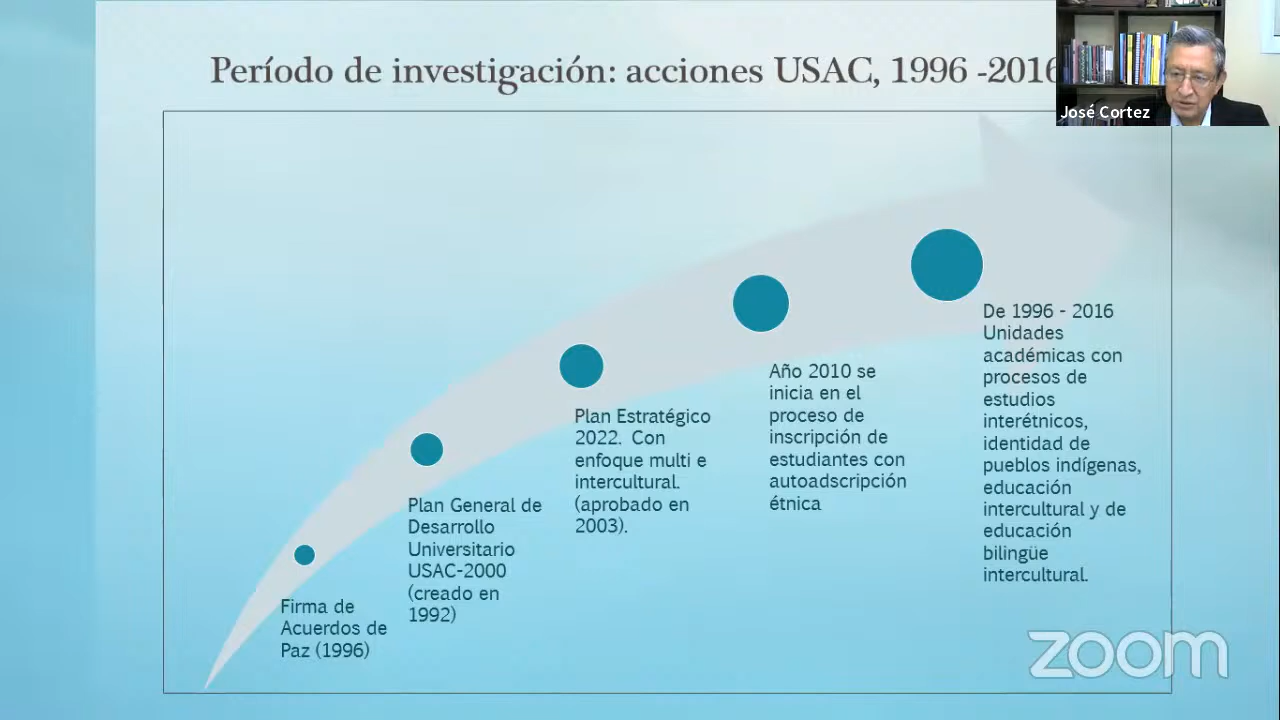 Período de investigación: acciones USAC, 1996 -2016
José Cortez
Firma de
Acuerdos de
Paz (1996)
Plan General de
Desarrollo
Universitario
USAC-2000
(creado en
1992)
Plan Estratégico
2022. Con
enfoque multi e
intercultural.
(aprobado en
2003).
Año 2010 se
inicia en el
proceso de
inscripción de
estudiantes con
autoadscripción
étnica
De 1996 - 2016
Unidades
académicas con
procesos de
estudios
interétnicos,
identidad de
pueblos indígenas,
educación
intercultural y de
educación
bilingüe
intercultural.
zoom